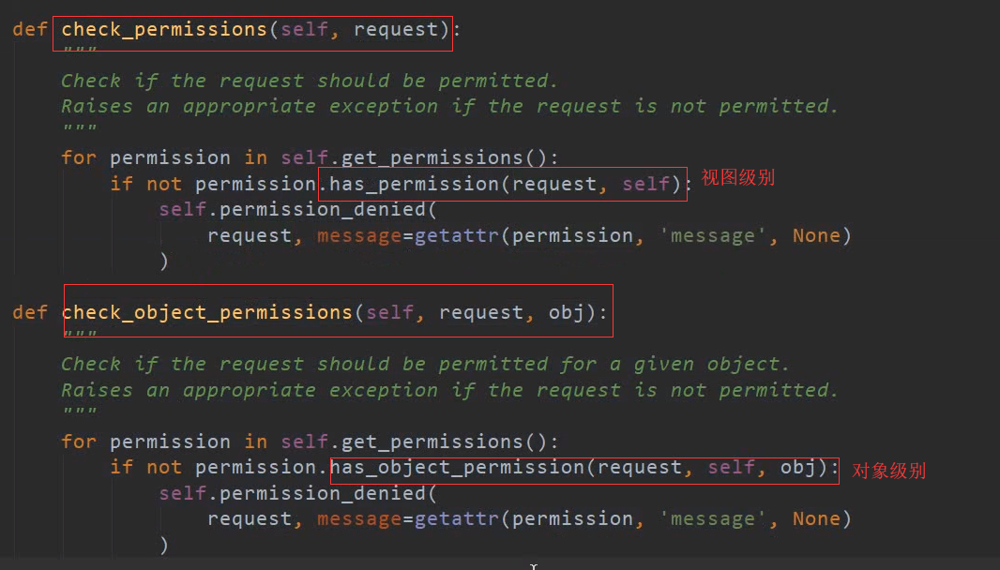 def check_permissions(self, request):
"""
Check if the request should be permitted.
Raises an appropriate exception if the request is not permitted.
"""
for permission in self.get_permissions():
if not permission.has_permission(request, self): 视图级别
self.permission_denied(
request, message=getattr(permission, 'message', None)
)
def check_object_permissions(self, request, obj):
"""
Check if the request should be permitted for a given object.
Raises an appropriate exception if the request is not permitted.
"""
for permission in self.get_permissions():
if not permission.has_object_permission(request, self, obj): 对象级别
self.permission_denied(
request, message=getattr(permission, 'message', None)
)